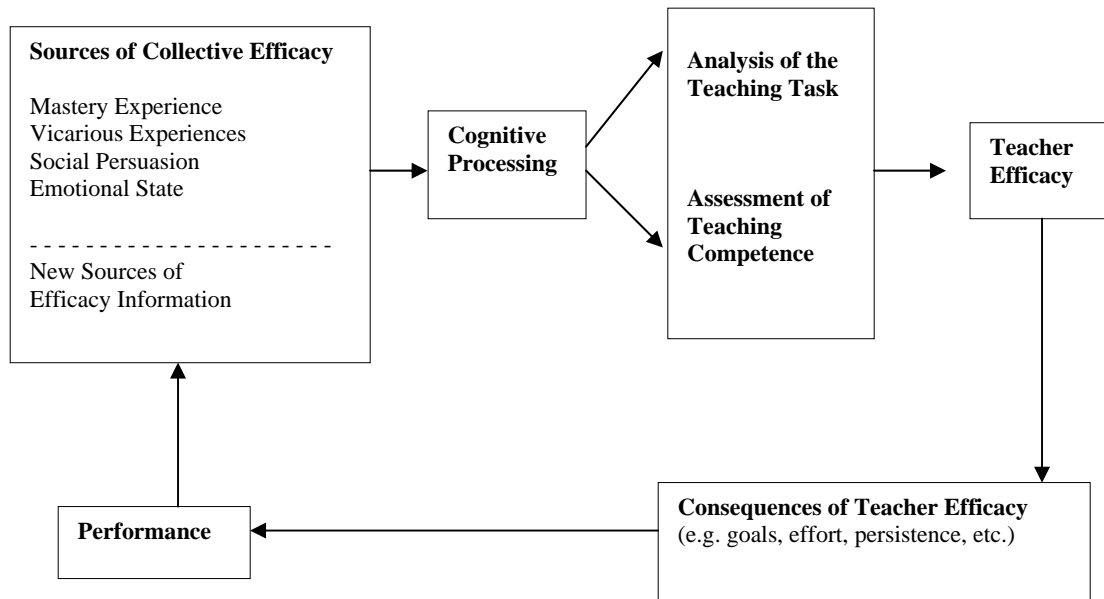 Sources of Collective Efficacy
Mastery Experience
Vicarious Experiences
Social Persuasion
Emotional State
- - - - - - - - - - - - - - - - - - - - - -
New Sources of
Efficacy Information
Cognitive
Processing
Analysis of the
Teaching Task
Assessment of
Teaching
Competence
Teacher
Efficacy
Consequences of Teacher Efficacy
(e.g. goals, effort, persistence, etc.)
Performance